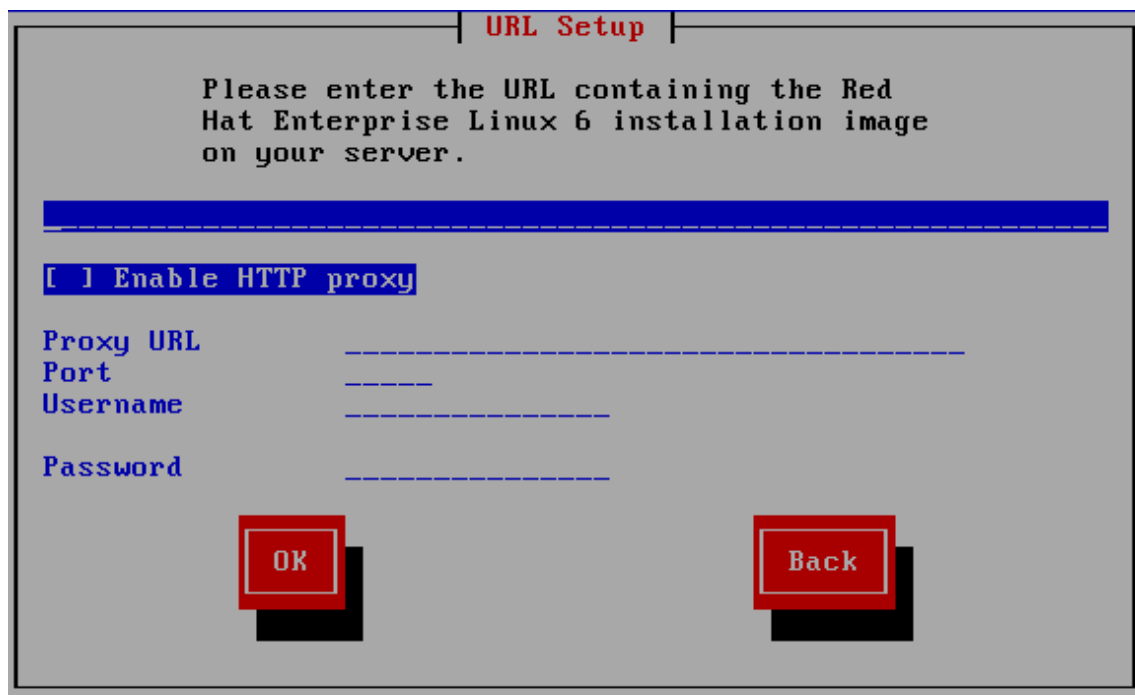 URL Setup
Please enter the URL containing the Red
Hat Enterprise Linux 6 installation image
on your server.
[ ] Enable HTTP proxy
Proxy URL
Port
Username
Password
OK Back